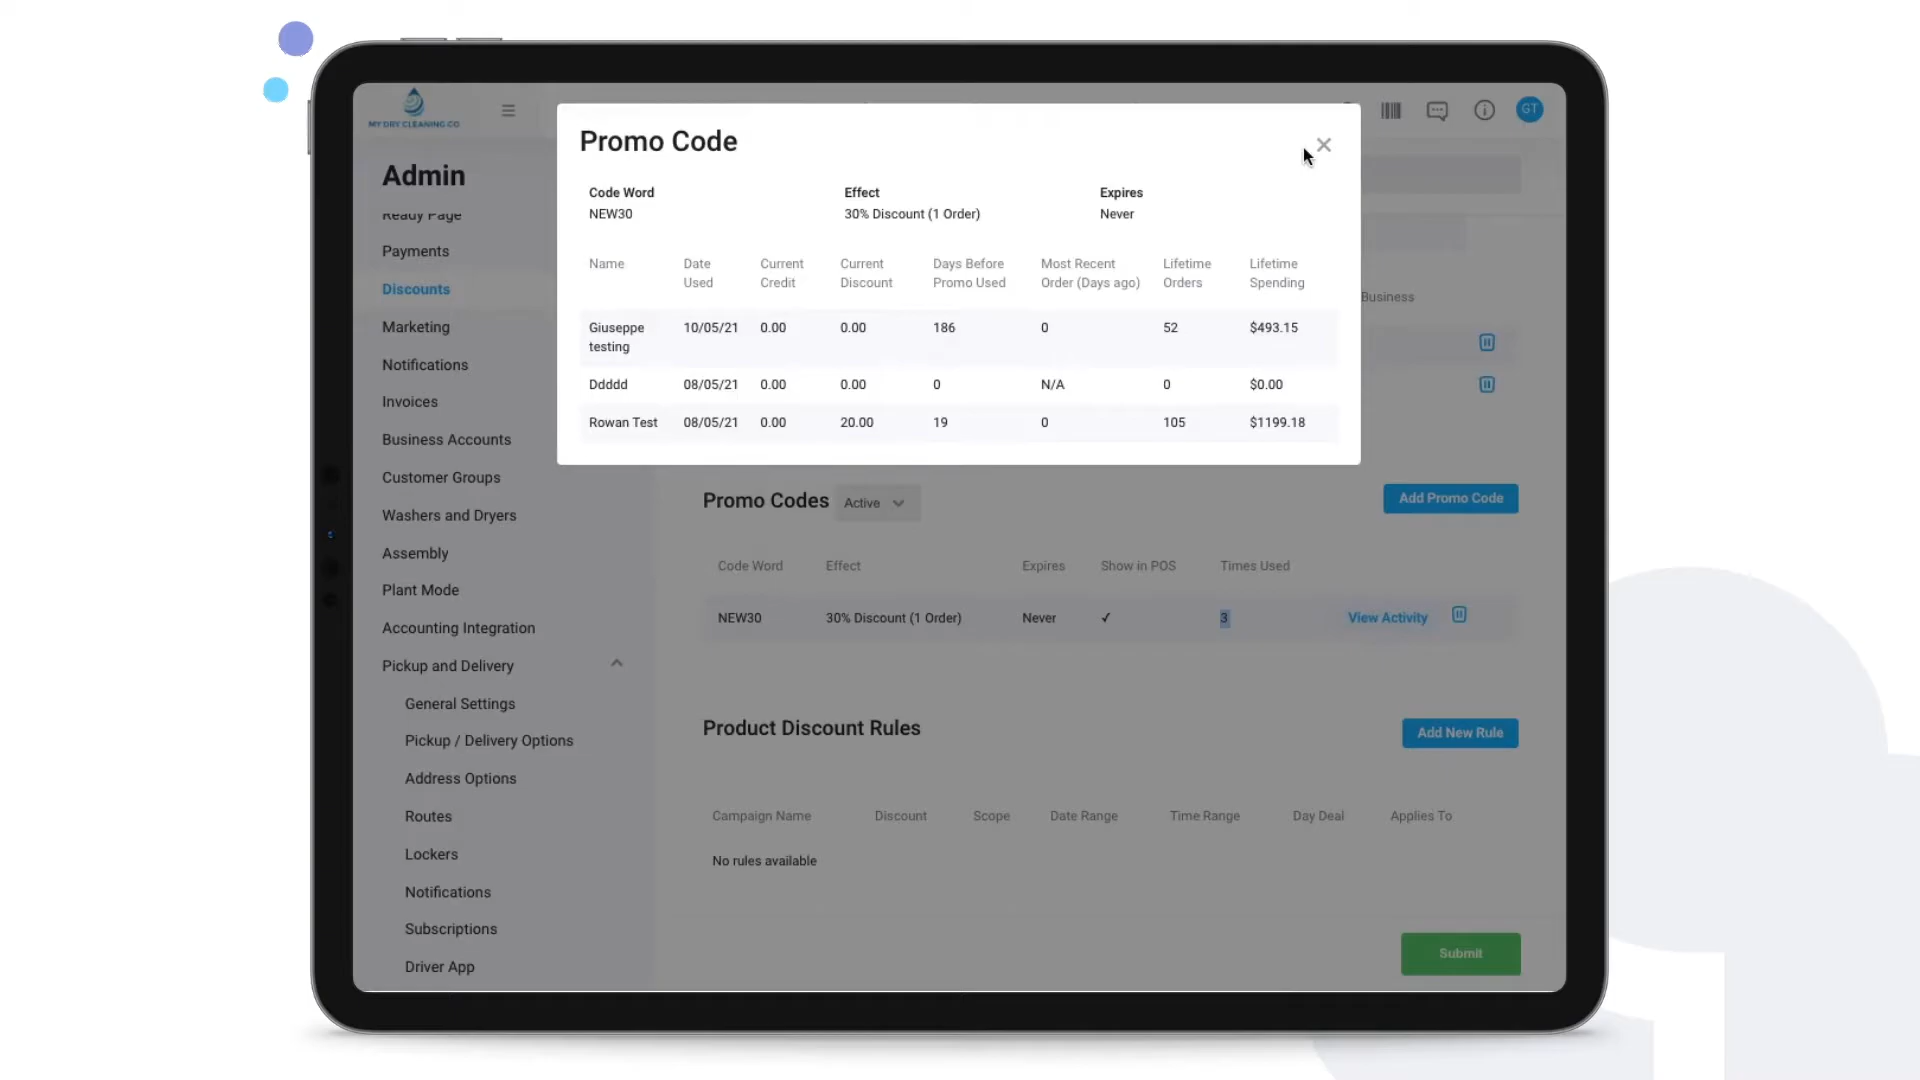 MY DRY CLEANING CO
GT
Admin
Ready Page
Payments
Discounts
Marketing
Notifications
Invoices
Business Accounts
Customer Groups
Washers and Dryers
Assembly
Plant Mode
Accounting Integration
Pickup and Delivery
General Settings
Pickup / Delivery Options
Address Options
Routes
Lockers
Notifications
Subscriptions
Driver App
Promo Code
Code Word Effect Expires
NEW30 30% Discount (1 Order) Never
Name Date Current Current Days Before Most Recent Lifetime Lifetime
Used Credit Discount Promo Used Order (Days ago) Orders Spending
Giuseppe 10/05/21 0.00 0.00 186 0 52 $493.15
testing
Ddddd 08/05/21 0.00 0.00 0 N/A 0 $0.00
Rowan Test 08/05/21 0.00 20.00 19 0 105 $1199.18
Business
Promo Codes Active Add Promo Code
Code Word Effect Expires Show in POS Times Used
NEW30 30% Discount (1 Order) Never ✓ 3 View Activity
Product Discount Rules Add New Rule
Campaign Name Discount Scope Date Range Time Range Day Deal Applies To
No rules available
Submit